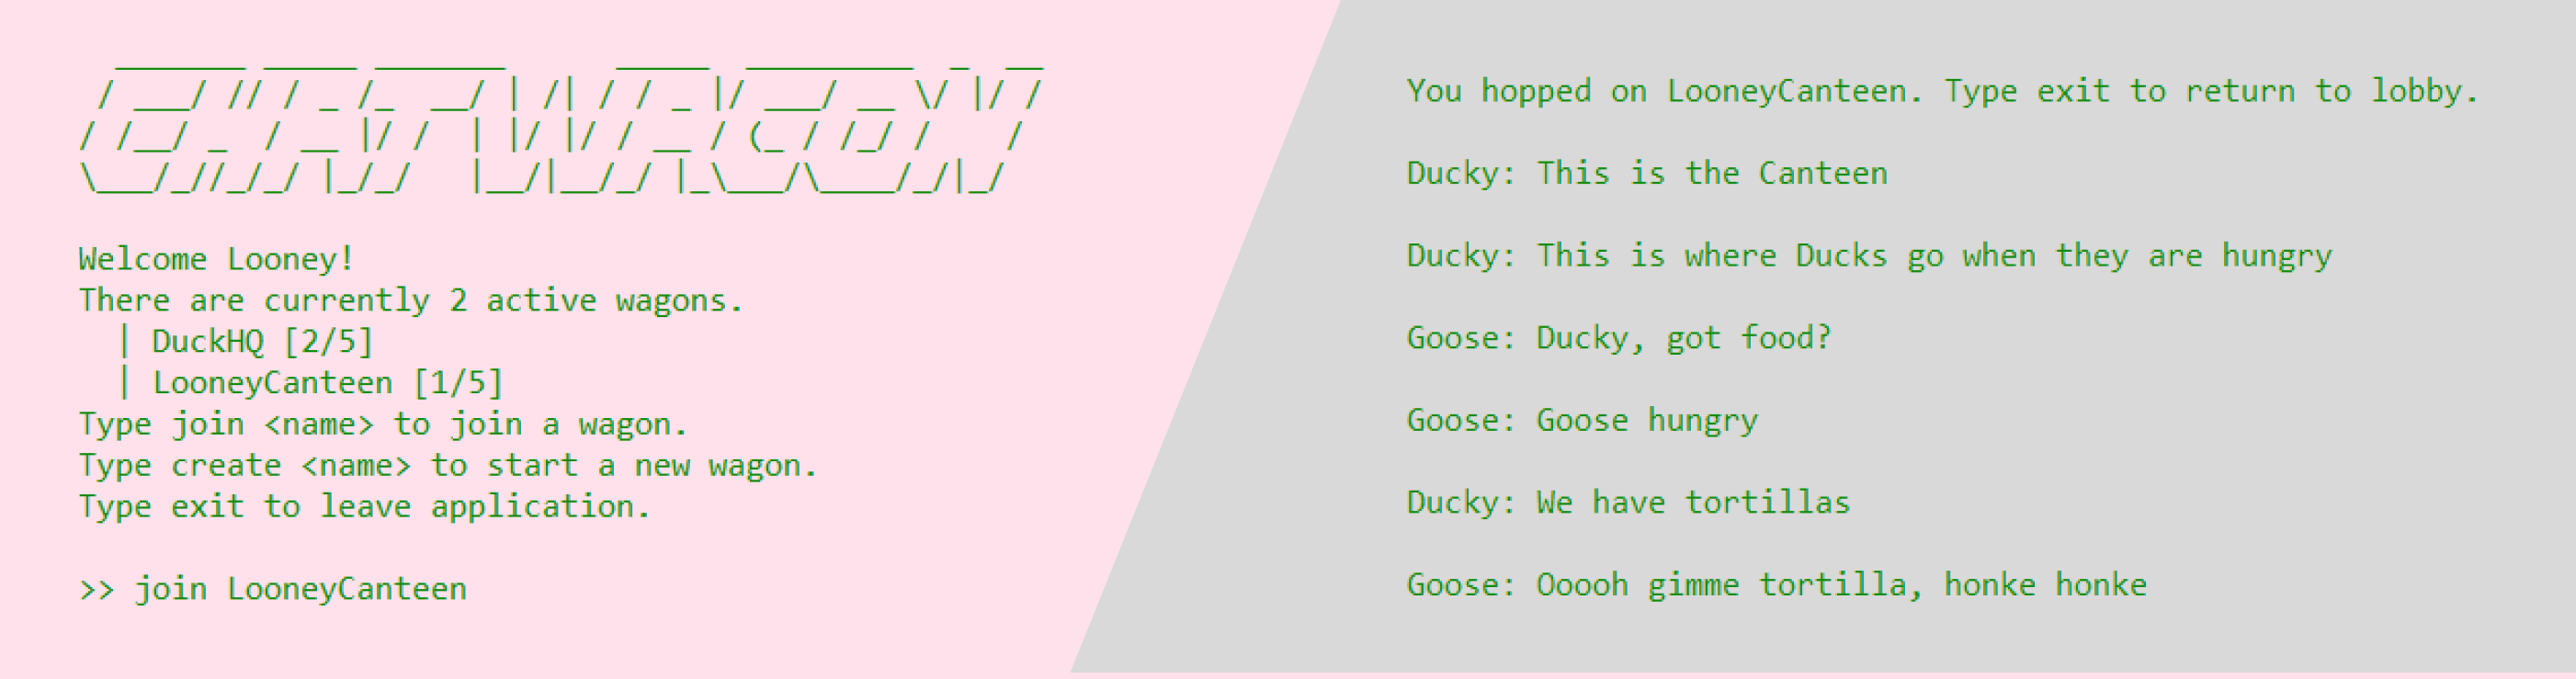 CHATWAGON
Welcome Looney!
There are currently 2 active wagons.
| DuckHQ [2/5]
| LooneyCanteen [1/5]
Type join <name> to join a wagon.
Type create <name> to start a new wagon.
Type exit to leave application.
>> join LooneyCanteen
You hopped on LooneyCanteen. Type exit to return to lobby.
Ducky: This is the Canteen
Ducky: This is where Ducks go when they are hungry
Goose: Ducky, got food?
Goose: Goose hungry
Ducky: We have tortillas
Goose: Ooooh gimme tortilla, honke honke